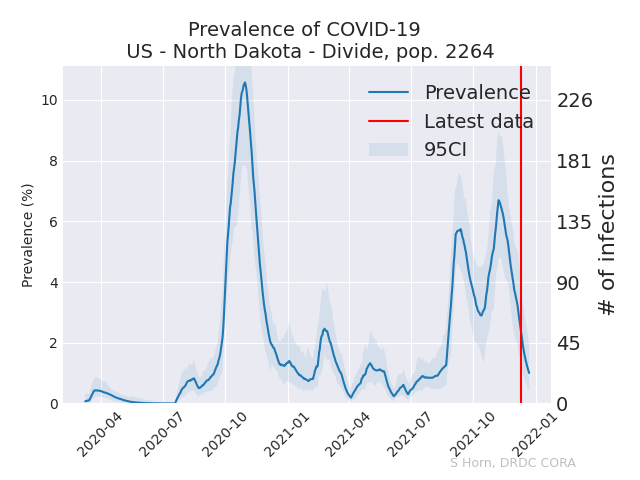 Prevalence of COVID-19
US - North Dakota - Divide, pop. 2264
Prevalence
Latest data
95CI
Prevalence (%)
10
8
6
4
2
0
226
181
135
90
45
0
# of infections
2020-04
2020-07
2020-10
2021-01
2021-04
2021-07
2021-10
2022-01
S Horn, DRDC CORA